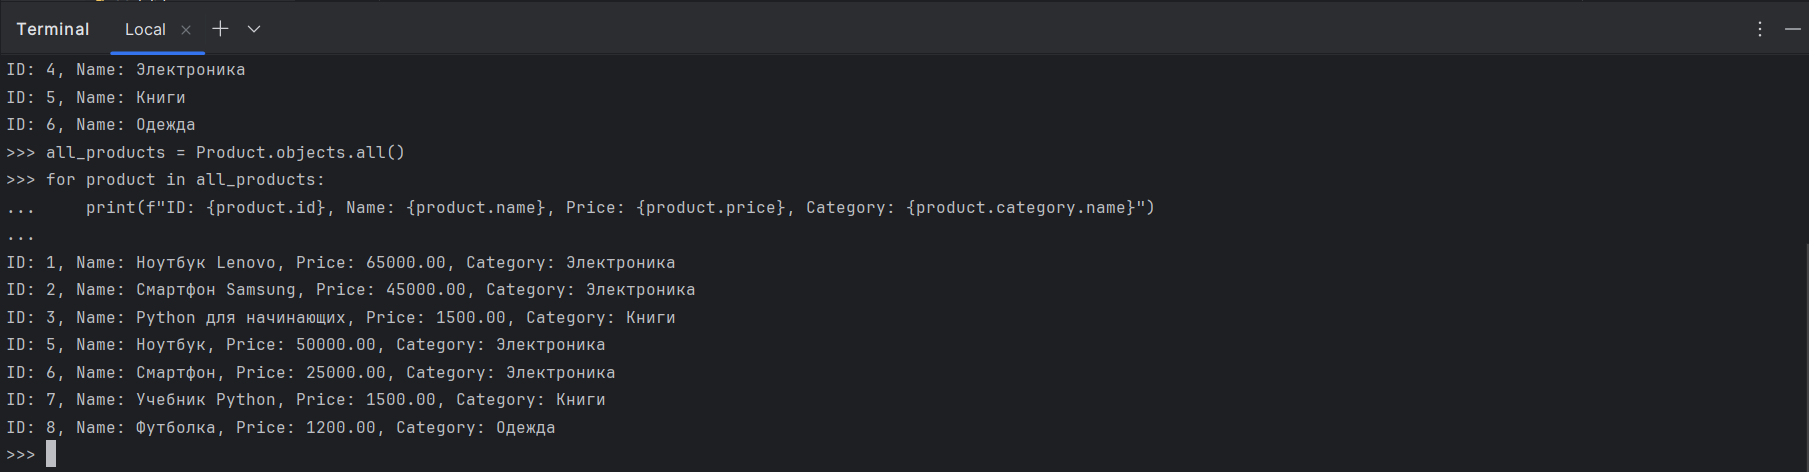 Terminal Local
ID: 4, Name: Электроника
ID: 5, Name: Книги
ID: 6, Name: Одежда
>>> all_products = Product.objects.all()
>>> for product in all_products:
...     print(f"ID: {product.id}, Name: {product.name}, Price: {product.price}, Category: {product.category.name}")
...
ID: 1, Name: Ноутбук Lenovo, Price: 65000.00, Category: Электроника
ID: 2, Name: Смартфон Samsung, Price: 45000.00, Category: Электроника
ID: 3, Name: Python для начинающих, Price: 1500.00, Category: Книги
ID: 5, Name: Ноутбук, Price: 50000.00, Category: Электроника
ID: 6, Name: Смартфон, Price: 25000.00, Category: Электроника
ID: 7, Name: Учебник Python, Price: 1500.00, Category: Книги
ID: 8, Name: Футболка, Price: 1200.00, Category: Одежда
>>>